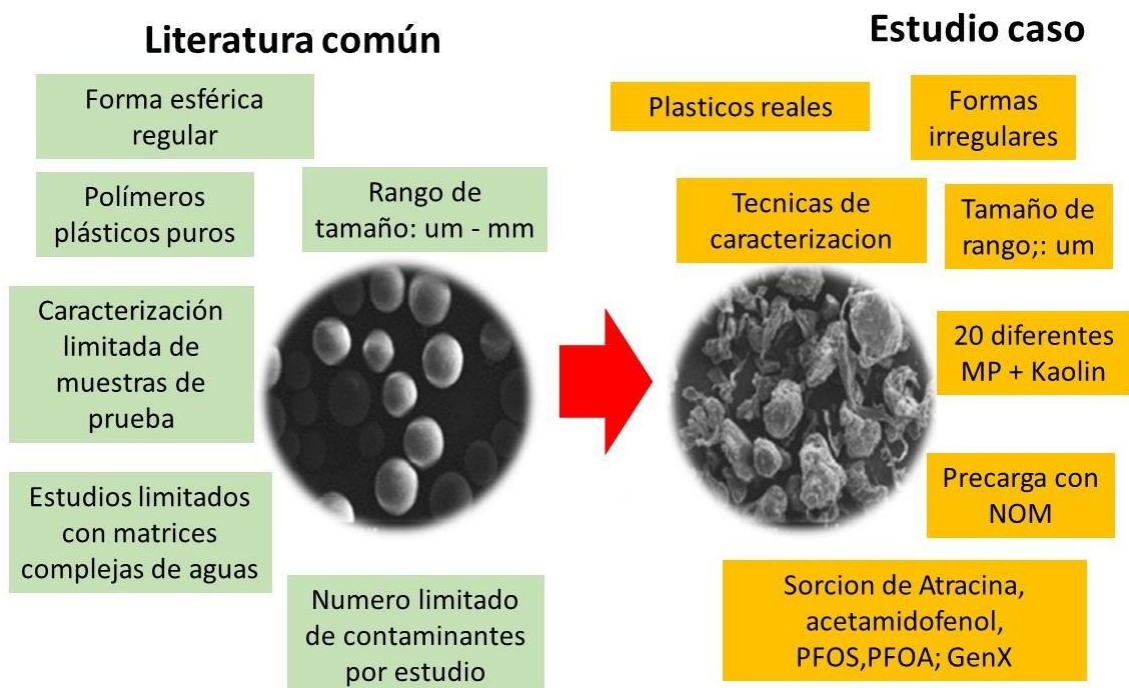 Literatura común
Forma esférica
regular
Polímeros
plásticos puros
Rango de
tamaño: um - mm
Caracterización
limitada de
muestras de
prueba
Estudios limitados
con matrices
complejas de aguas
Numero limitado
de contaminantes
por estudio
Estudio caso
Plasticos reales
Formas
irregulares
Tecnicas de
caracterizacion
Tamaño de
rango;: um
20 diferentes
MP + Kaolin
Precarga con
NOM
Sorcion de Atracina,
acetamidofenol,
PFOS,PFOA; GenX